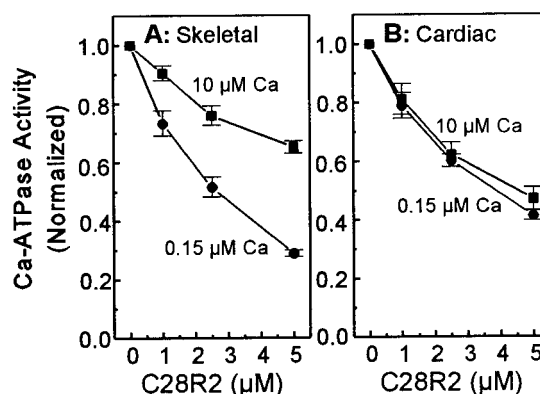 Ca-ATPase Activity
(Normalized)
A: Skeletal
1.0
0.8
0.6
0.4
0.2
0.0
10 µM Ca
0.15 µM Ca
0 1 2 3 4 5
C28R2 (µM)
B: Cardiac
1.0
0.8
0.6
0.4
0.2
0.0
10 µM Ca
0.15 µM Ca
0 1 2 3 4 5
C28R2 (µM)